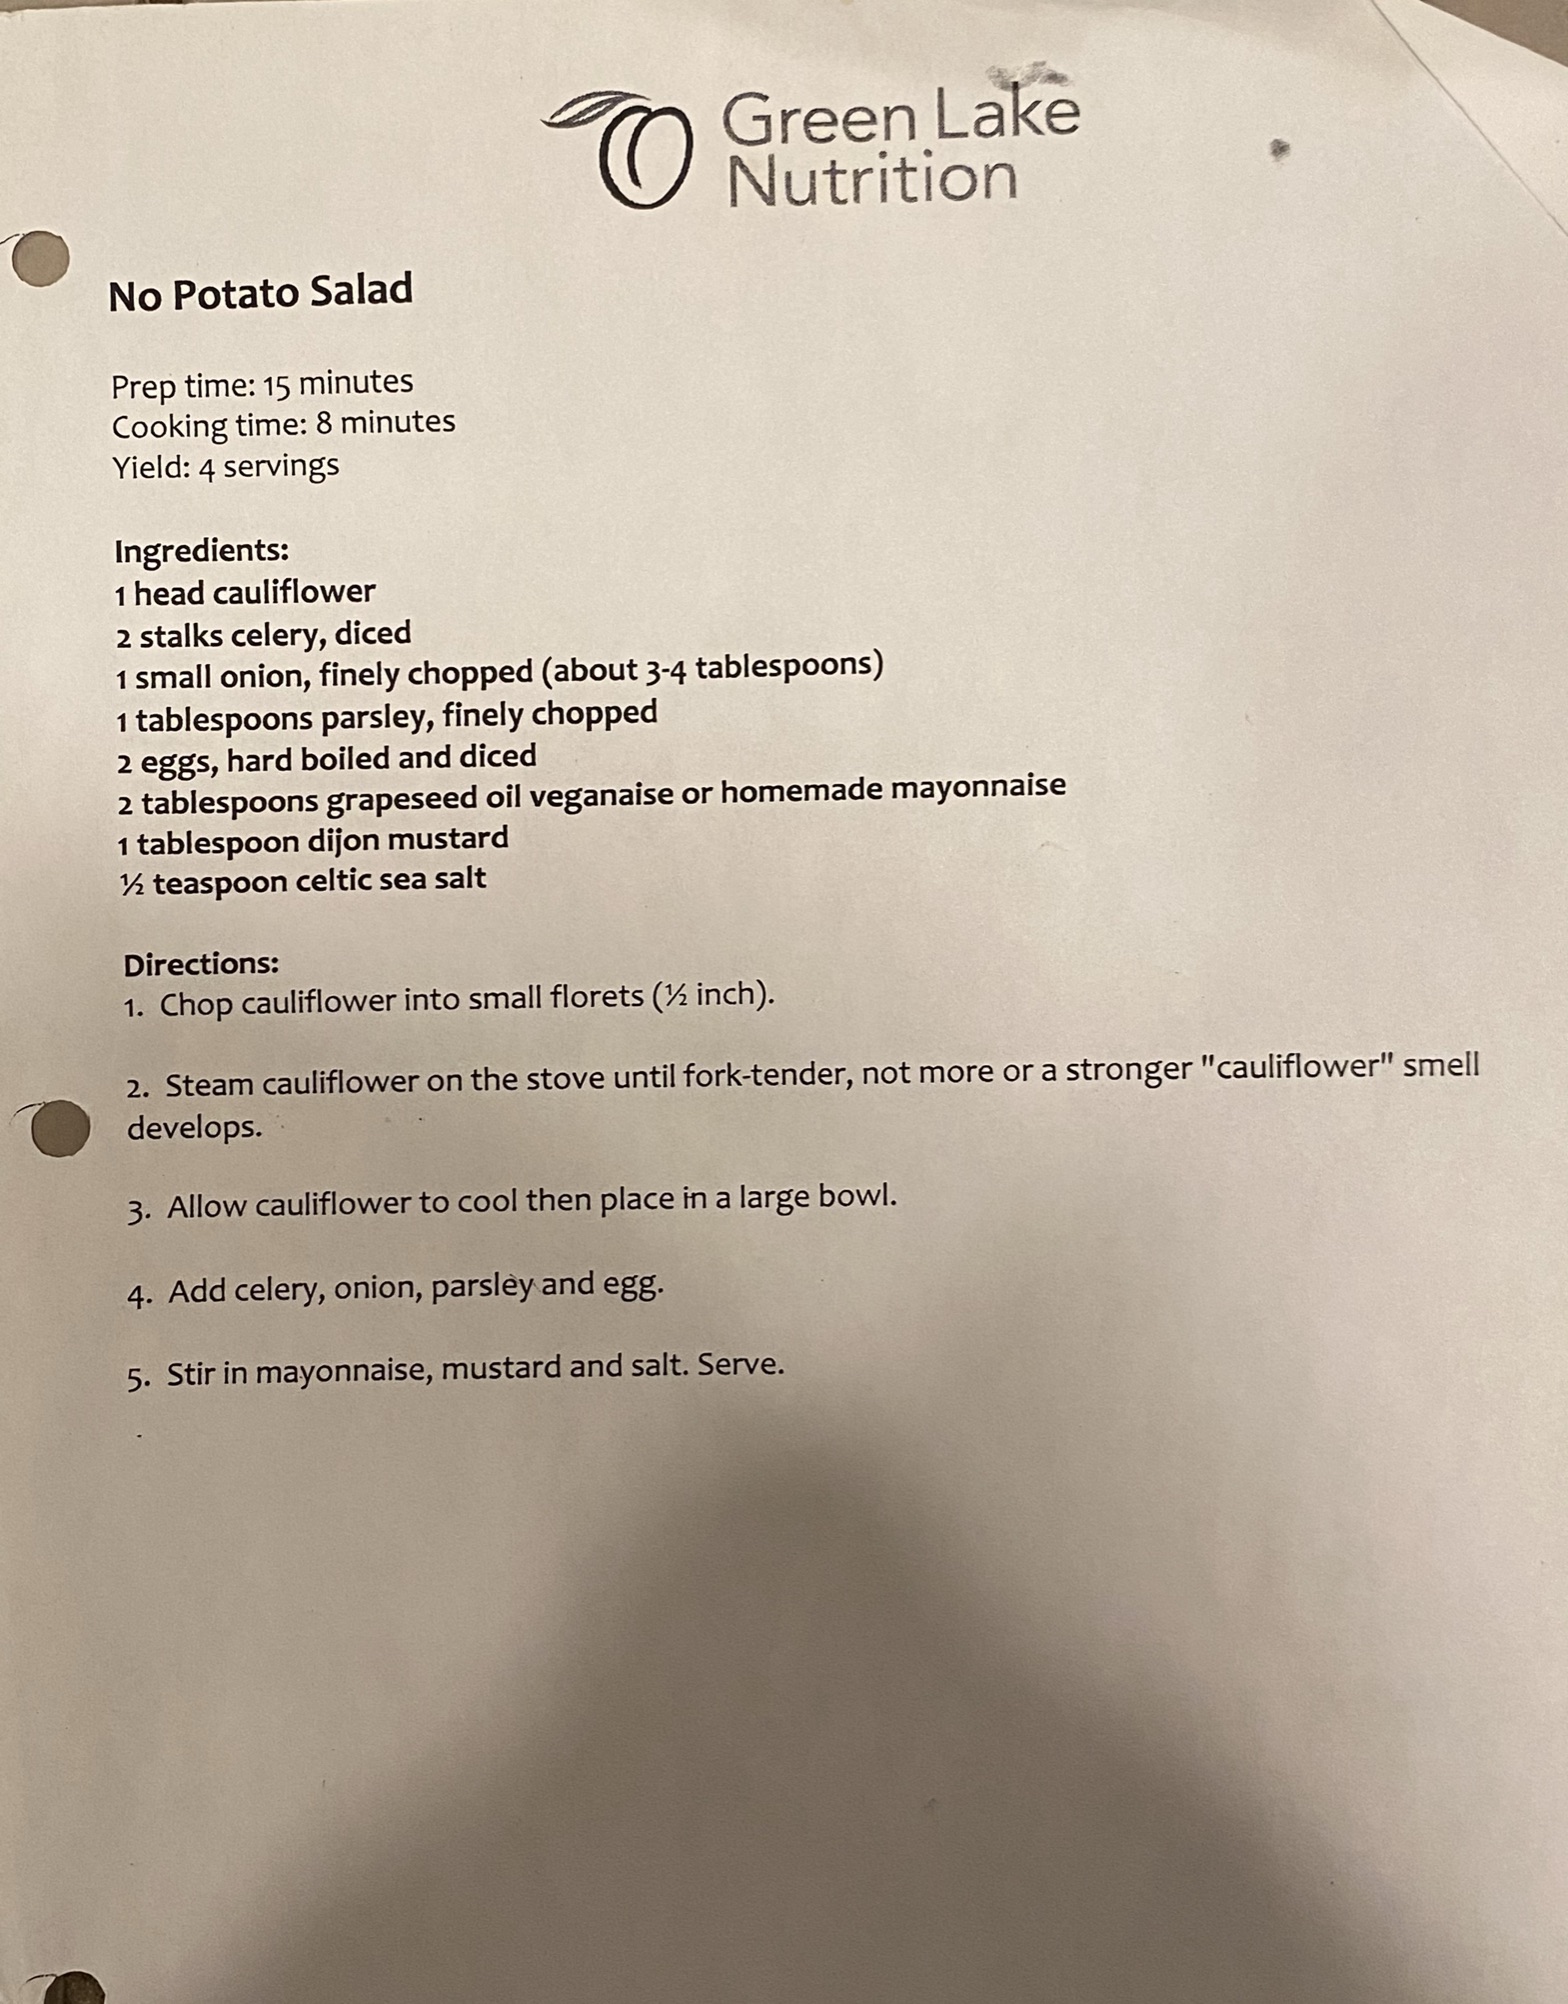 Green Lake
Nutrition
No Potato Salad
Prep time: 15 minutes
Cooking time: 8 minutes
Yield: 4 servings
Ingredients:
1 head cauliflower
2 stalks celery, diced
1 small onion, finely chopped (about 3-4 tablespoons)
1 tablespoons parsley, finely chopped
2 eggs, hard boiled and diced
2 tablespoons grapeseed oil veganaise or homemade mayonnaise
1 tablespoon dijon mustard
½ teaspoon celtic sea salt
Directions:
1. Chop cauliflower into small florets (½ inch).
2. Steam cauliflower on the stove until fork-tender, not more or a stronger "cauliflower" smell
develops.
3. Allow cauliflower to cool then place in a large bowl.
4. Add celery, onion, parsley and egg.
5. Stir in mayonnaise, mustard and salt. Serve.